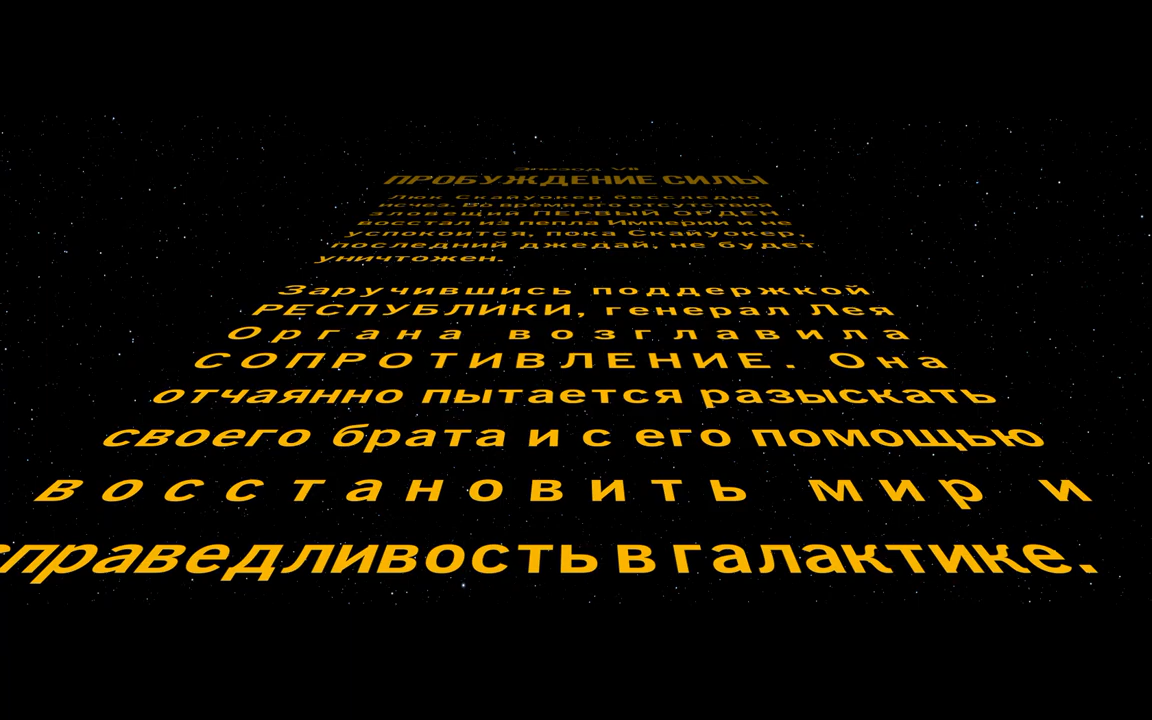 Эпизод VII
ПРОБУЖДЕНИЕ СИЛЫ
Люк Скайуокер бесследно
исчез. Во время его отсутствия
зловещий ПЕРВЫЙ ОРДЕН
восстал из пепла Империи и не
успокоится, пока Скайуокер,
последний джедай, не будет
уничтожен.
Заручившись поддержкой
РЕСПУБЛИКИ, генерал Лея
Органа возглавила
СОПРОТИВЛЕНИЕ. Она
отчаянно пытается разыскать
своего брата и с его помощью
восстановить мир и
справедливость в галактике.